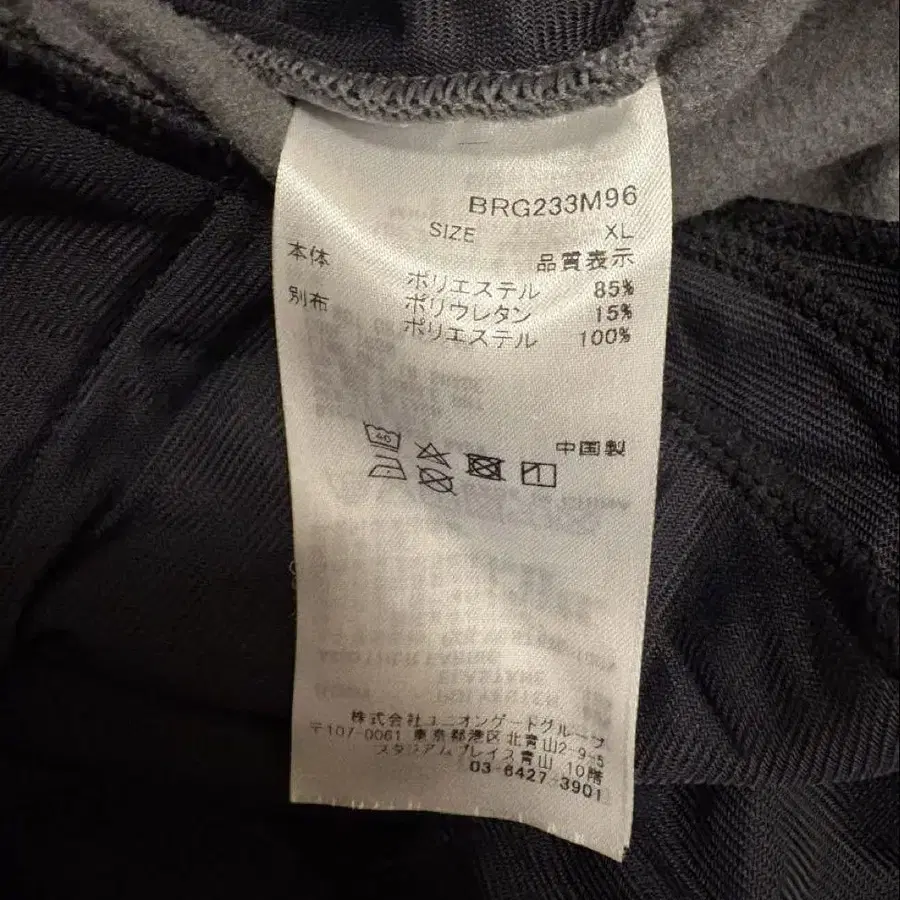 BRG233M96
SIZE XL
品質表示
本体 ポリエステル 85%
ポリウレタン 15%
別布 ポリエステル 100%
40
中国製
株式会社ユニオンゲートグループ
〒107-0061 東京都港区北青山2-9-5
スタジアムプレイス青山 10階
03-6427-3901